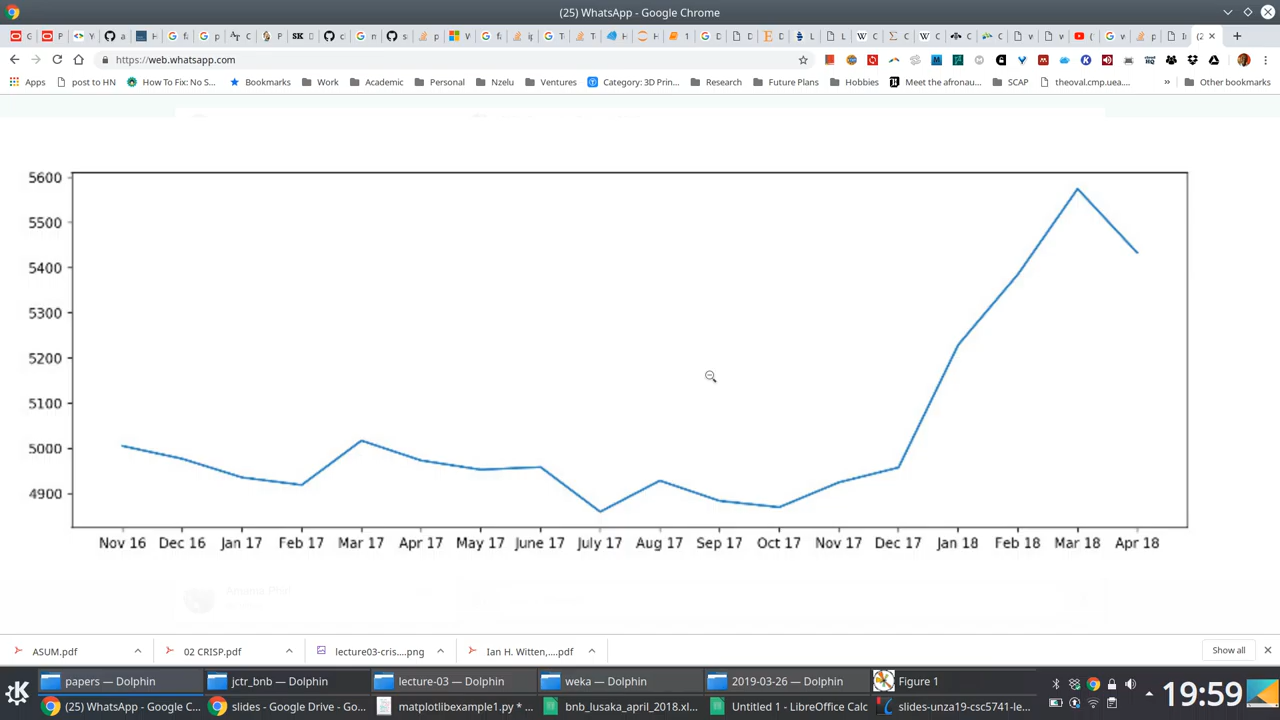 (25) WhatsApp - Google Chrome
https://web.whatsapp.com
Apps post to HN How To Fix: No S... Bookmarks Work Academic Personal Nzelu Ventures Category: 3D Prin... Research Future Plans Hobbies Meet the afronau... SCAP theoval.cmp.uea.... » Other bookmarks
5600
5500
5400
5300
5200
5100
5000
4900
Nov 16 Dec 16 Jan 17 Feb 17 Mar 17 Apr 17 May 17 June 17 July 17 Aug 17 Sep 17 Oct 17 Nov 17 Dec 17 Jan 18 Feb 18 Mar 18 Apr 18
ASUM.pdf 02 CRISP.pdf lecture03-cris....png Ian H. Witten,....pdf Show all
papers — Dolphin jctr_bnb — Dolphin lecture-03 — Dolphin weka — Dolphin 2019-03-26 — Dolphin Figure 1
(25) WhatsApp - Google C... slides - Google Drive - Go... matplotlibexample1.py * ... bnb_lusaka_april_2018.xl... Untitled 1 - LibreOffice Calc slides-unza19-csc5741-le...
19:59